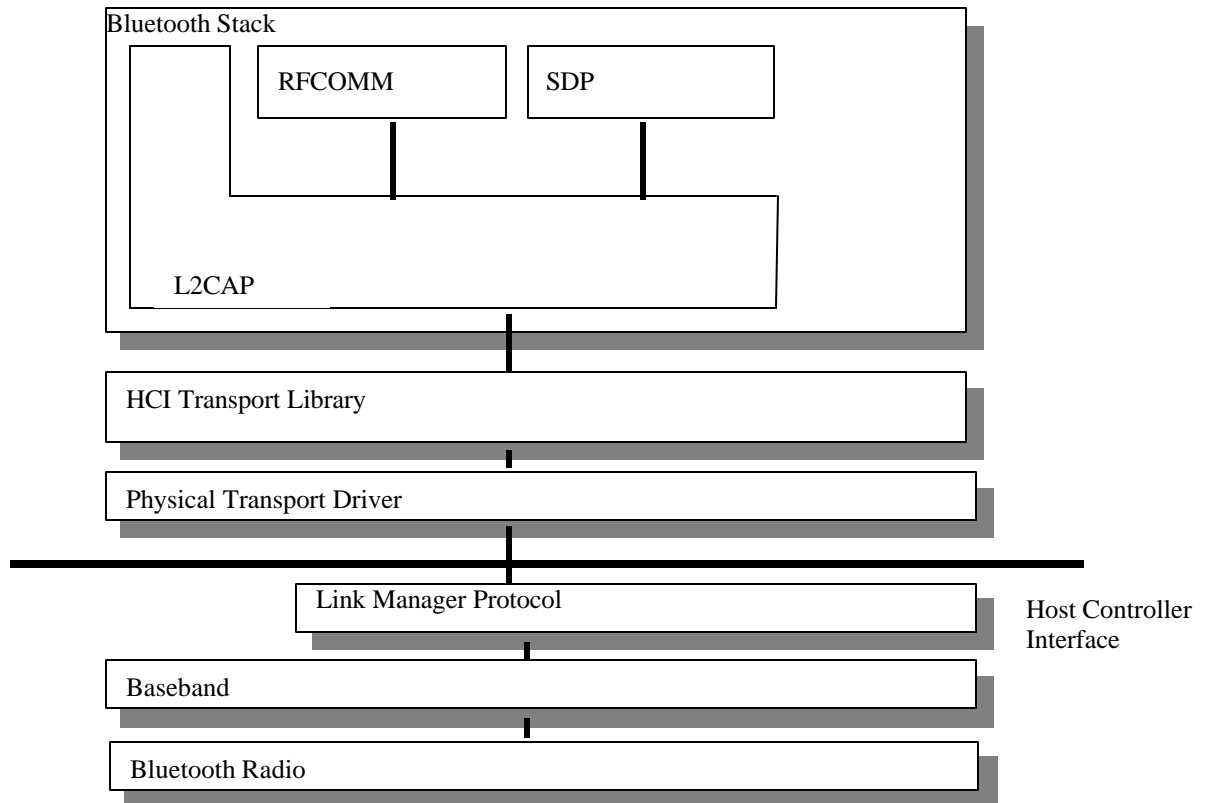 Bluetooth Stack
RFCOMM
SDP
L2CAP
HCI Transport Library
Physical Transport Driver
Link Manager Protocol
Host Controller
Interface
Baseband
Bluetooth Radio